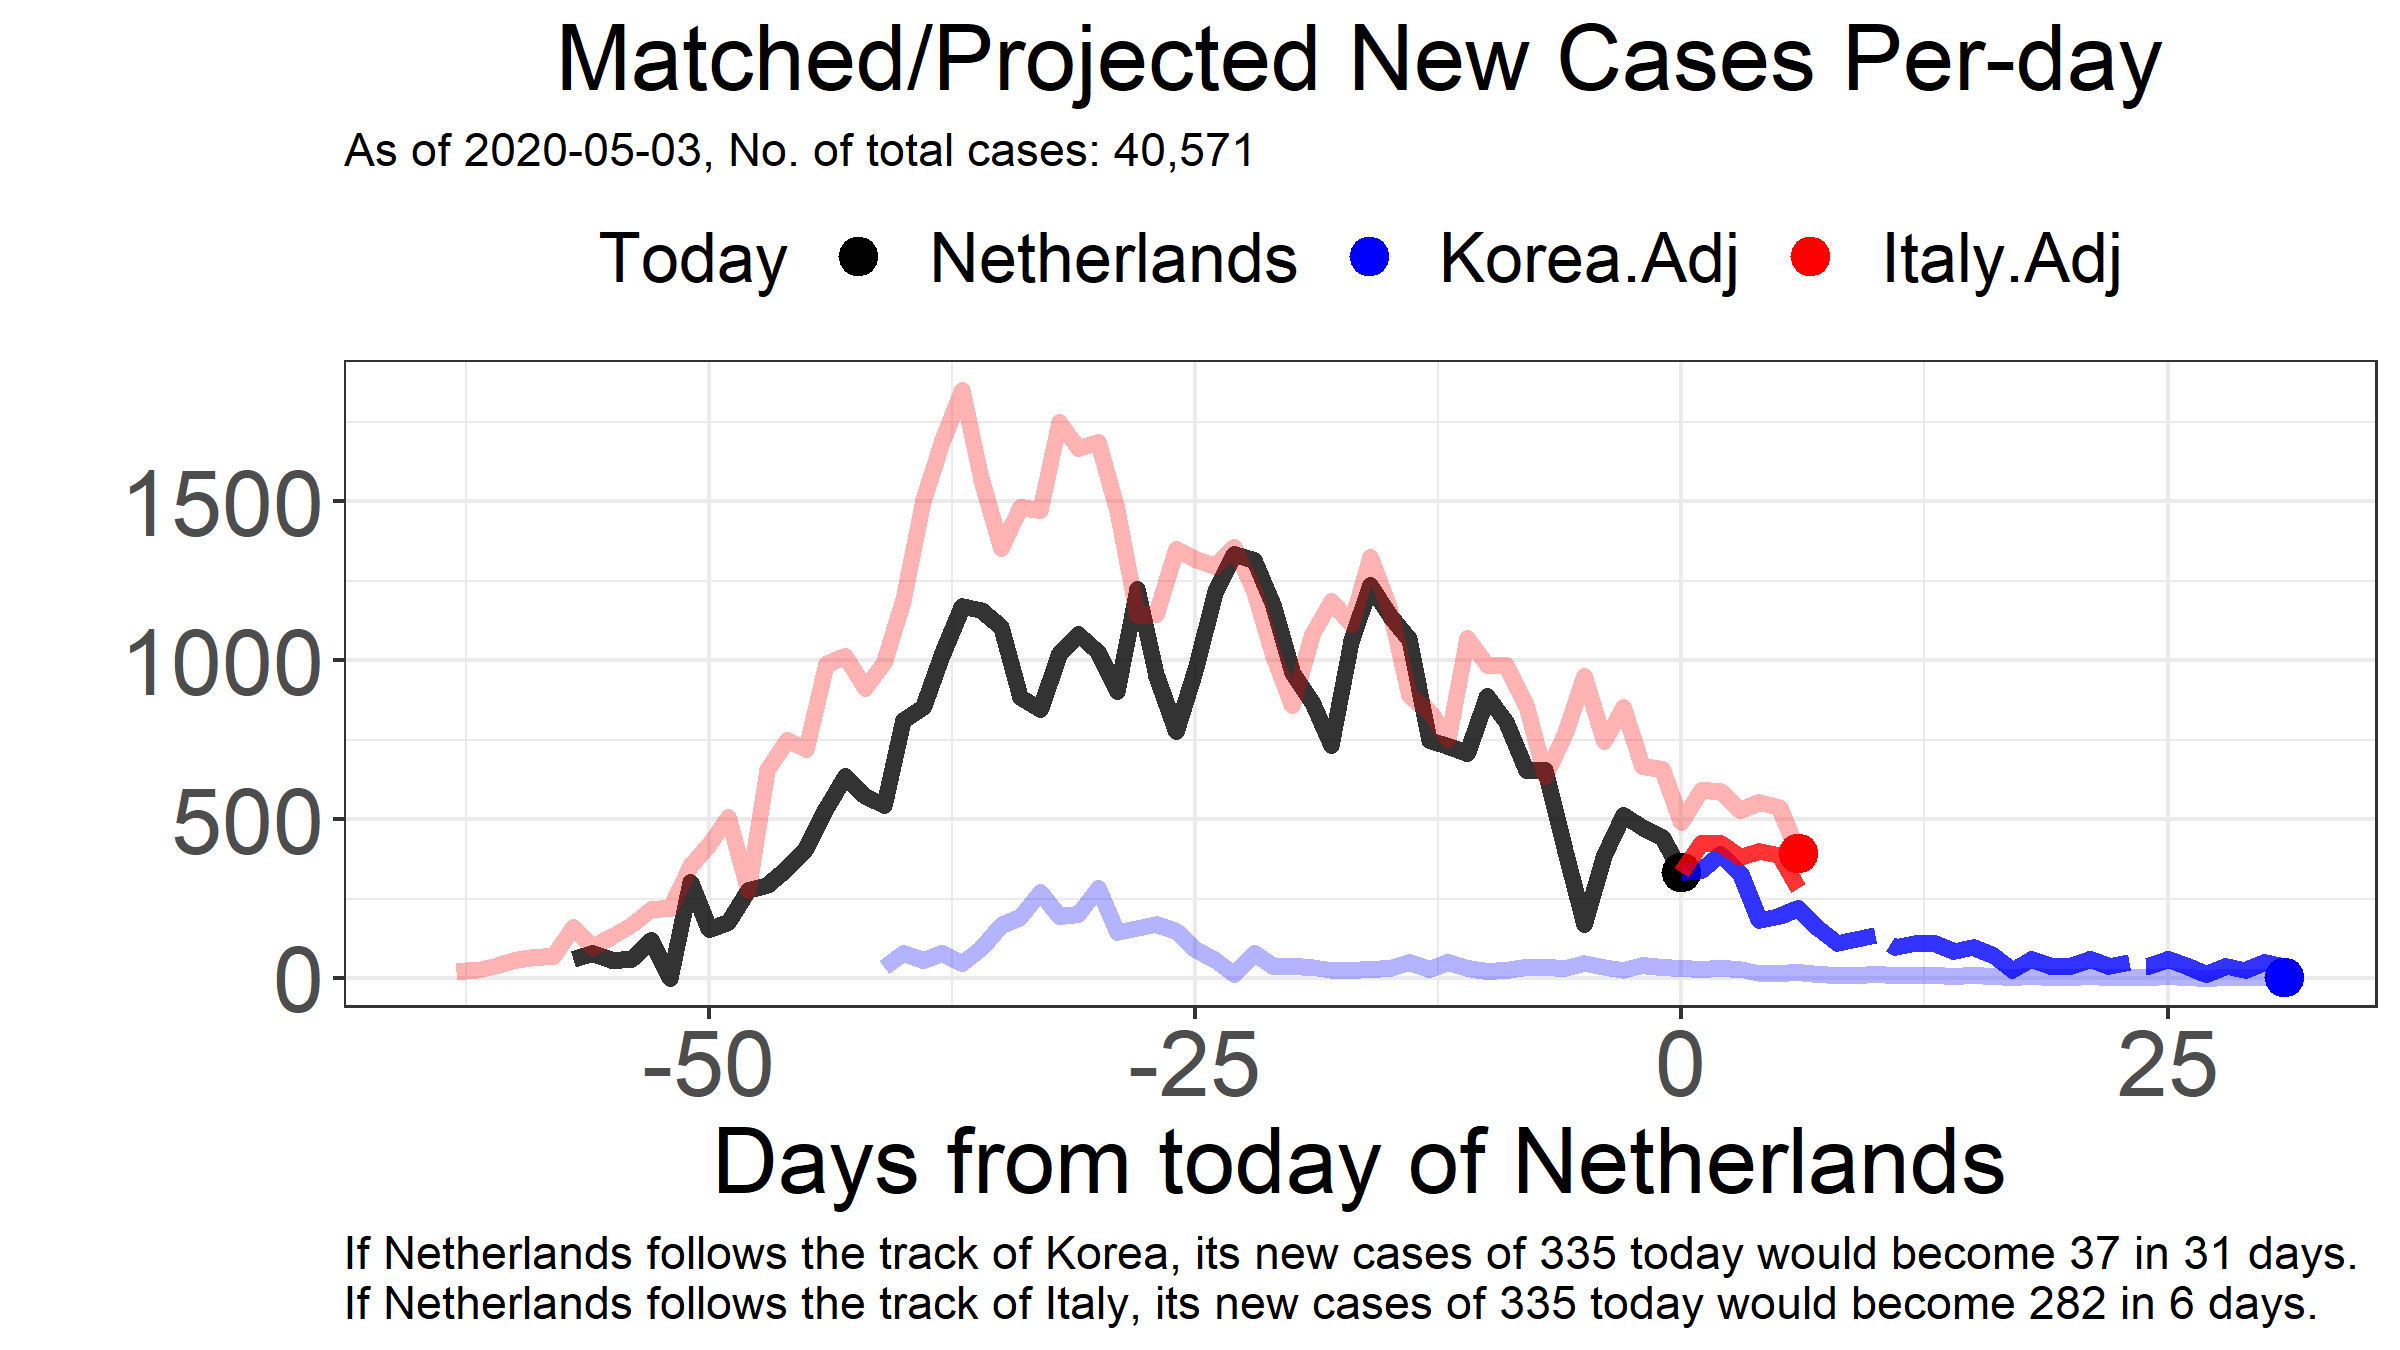 Matched/Projected New Cases Per-day
As of 2020-05-03, No. of total cases: 40,571
Today Netherlands Korea.Adj Italy.Adj
1500
1000
500
0
-50 -25 0 25
Days from today of Netherlands
If Netherlands follows the track of Korea, its new cases of 335 today would become 37 in 31 days.
If Netherlands follows the track of Italy, its new cases of 335 today would become 282 in 6 days.